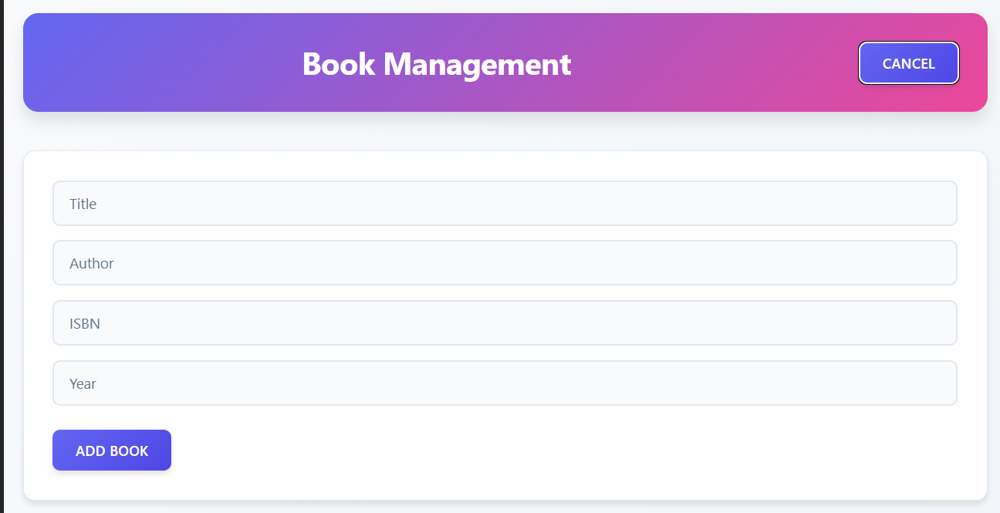 Book Management
CANCEL
Title
Author
ISBN
Year
ADD BOOK